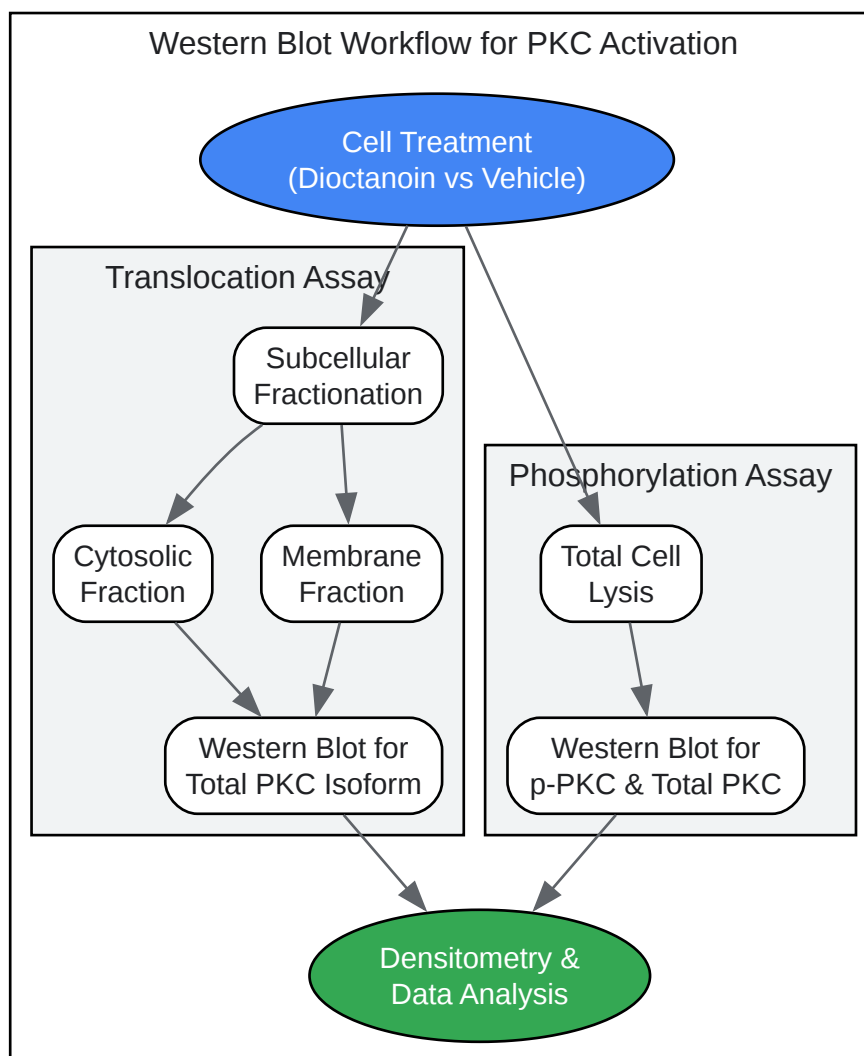 Western Blot Workflow for PKC Activation
Cell Treatment
(Dioctanoin vs Vehicle)
Translocation Assay
Subcellular
Fractionation
Cytosolic
Fraction
Membrane
Fraction
Western Blot for
Total PKC Isoform
Phosphorylation Assay
Total Cell
Lysis
Western Blot for
p-PKC & Total PKC
Densitometry &
Data Analysis